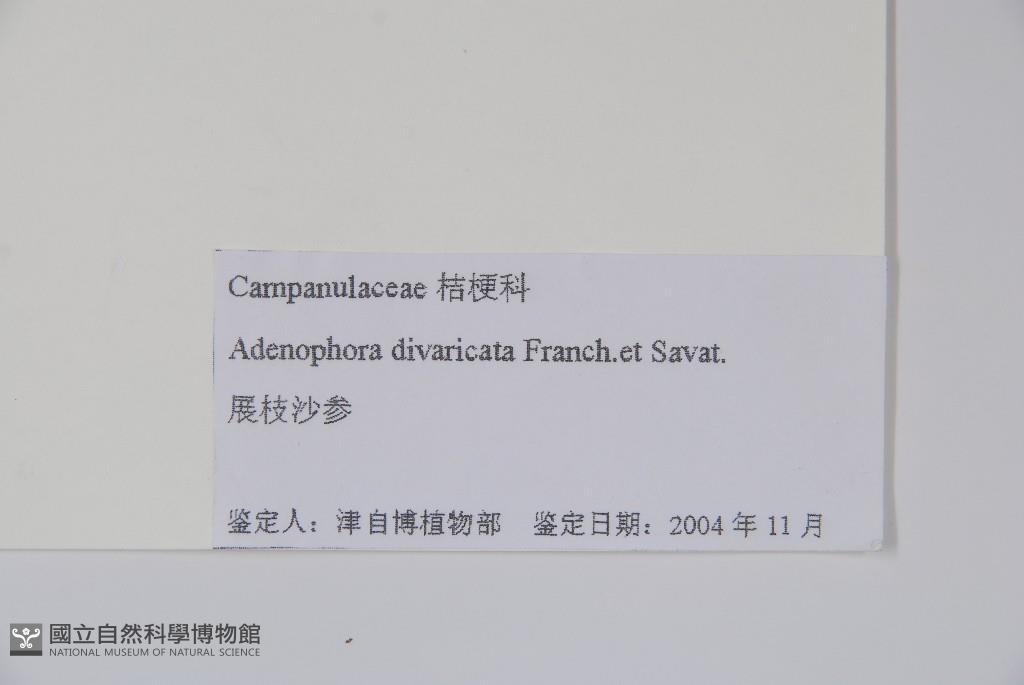 Campanulaceae 桔梗科
Adenophora divaricata Franch.et Savat.
展枝沙参
鉴定人：津自博植物部 鉴定日期：2004 年 11 月
國立自然科學博物館
NATIONAL MUSEUM OF NATURAL SCIENCE